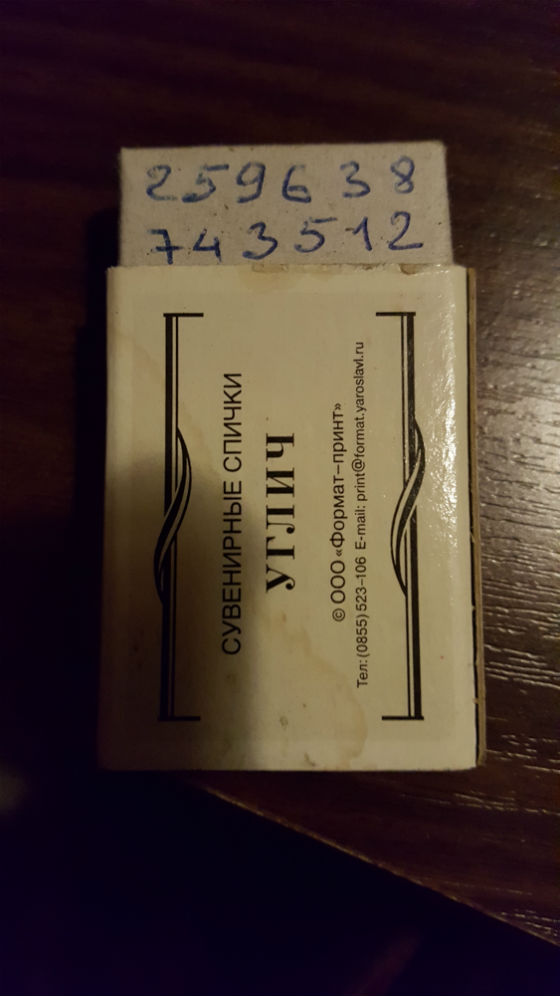 259638
743512
СУВЕНИРНЫЕ СПИЧКИ
УГЛИЧ
© ООО «Формат-принт»
Тел: (0855) 523-106 E-mail: print@format.yaroslavl.ru